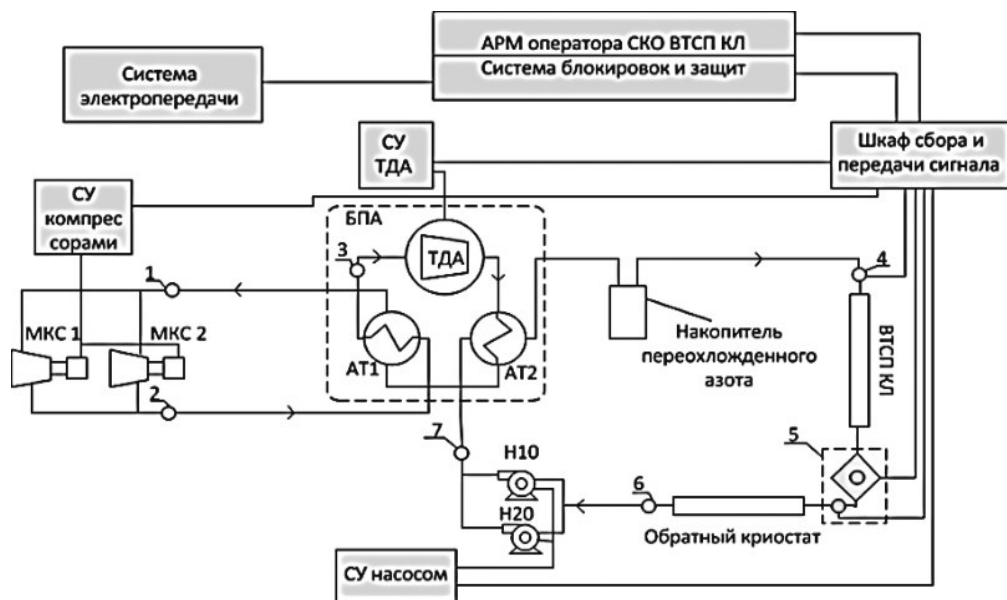 АРМ оператора СКО ВТСП КЛ
Система блокировок и защит
Система
электропередачи
СУ
ТДА
Шкаф сбора и
передачи сигнала
СУ
компрес
сорами
БПА
3
ТДА
4
1
МКС 1
МКС 2
АТ1
АТ2
Накопитель
переохложденного
азота
ВТСП КЛ
2
7
5
Н10
6
Н20
Обратный криостат
СУ насосом